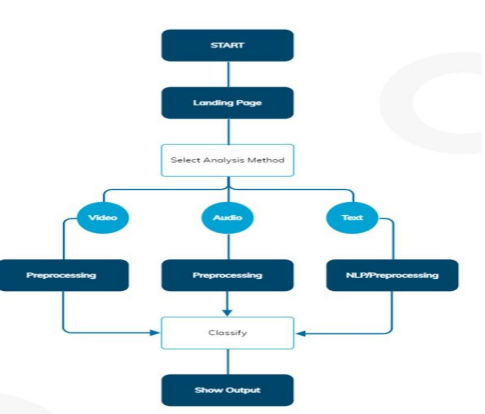 START
Landing Page
Select Analysis Method
Video
Audio
Text
Preprocessing
Preprocessing
NLP/Preprocessing
Classify
Show Output